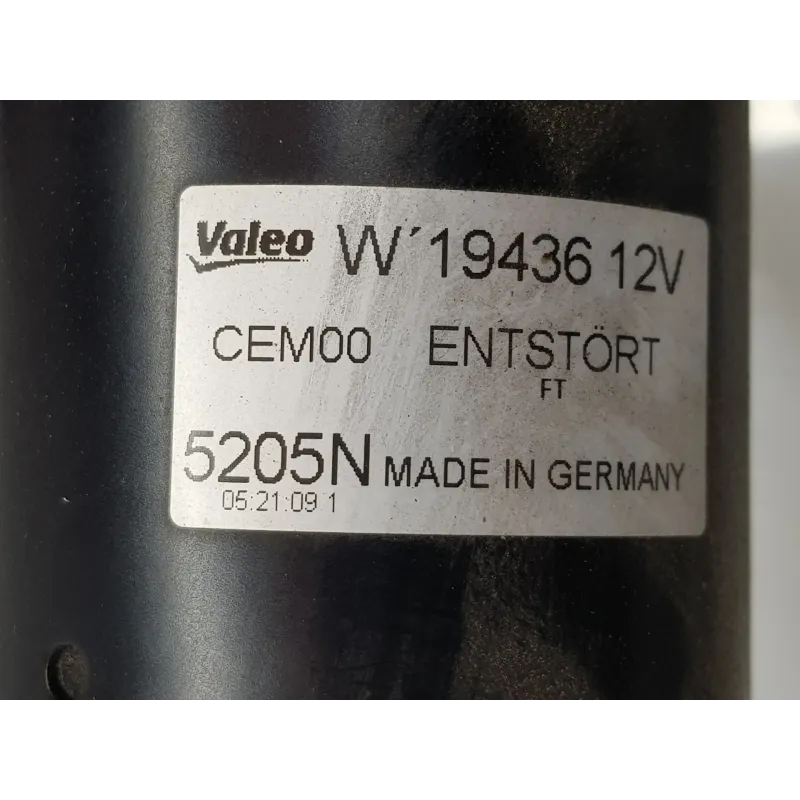 Valeo W´19436 12V
CEM00 ENTSTÖRT
FT
5205N MADE IN GERMANY
05:21:09 1